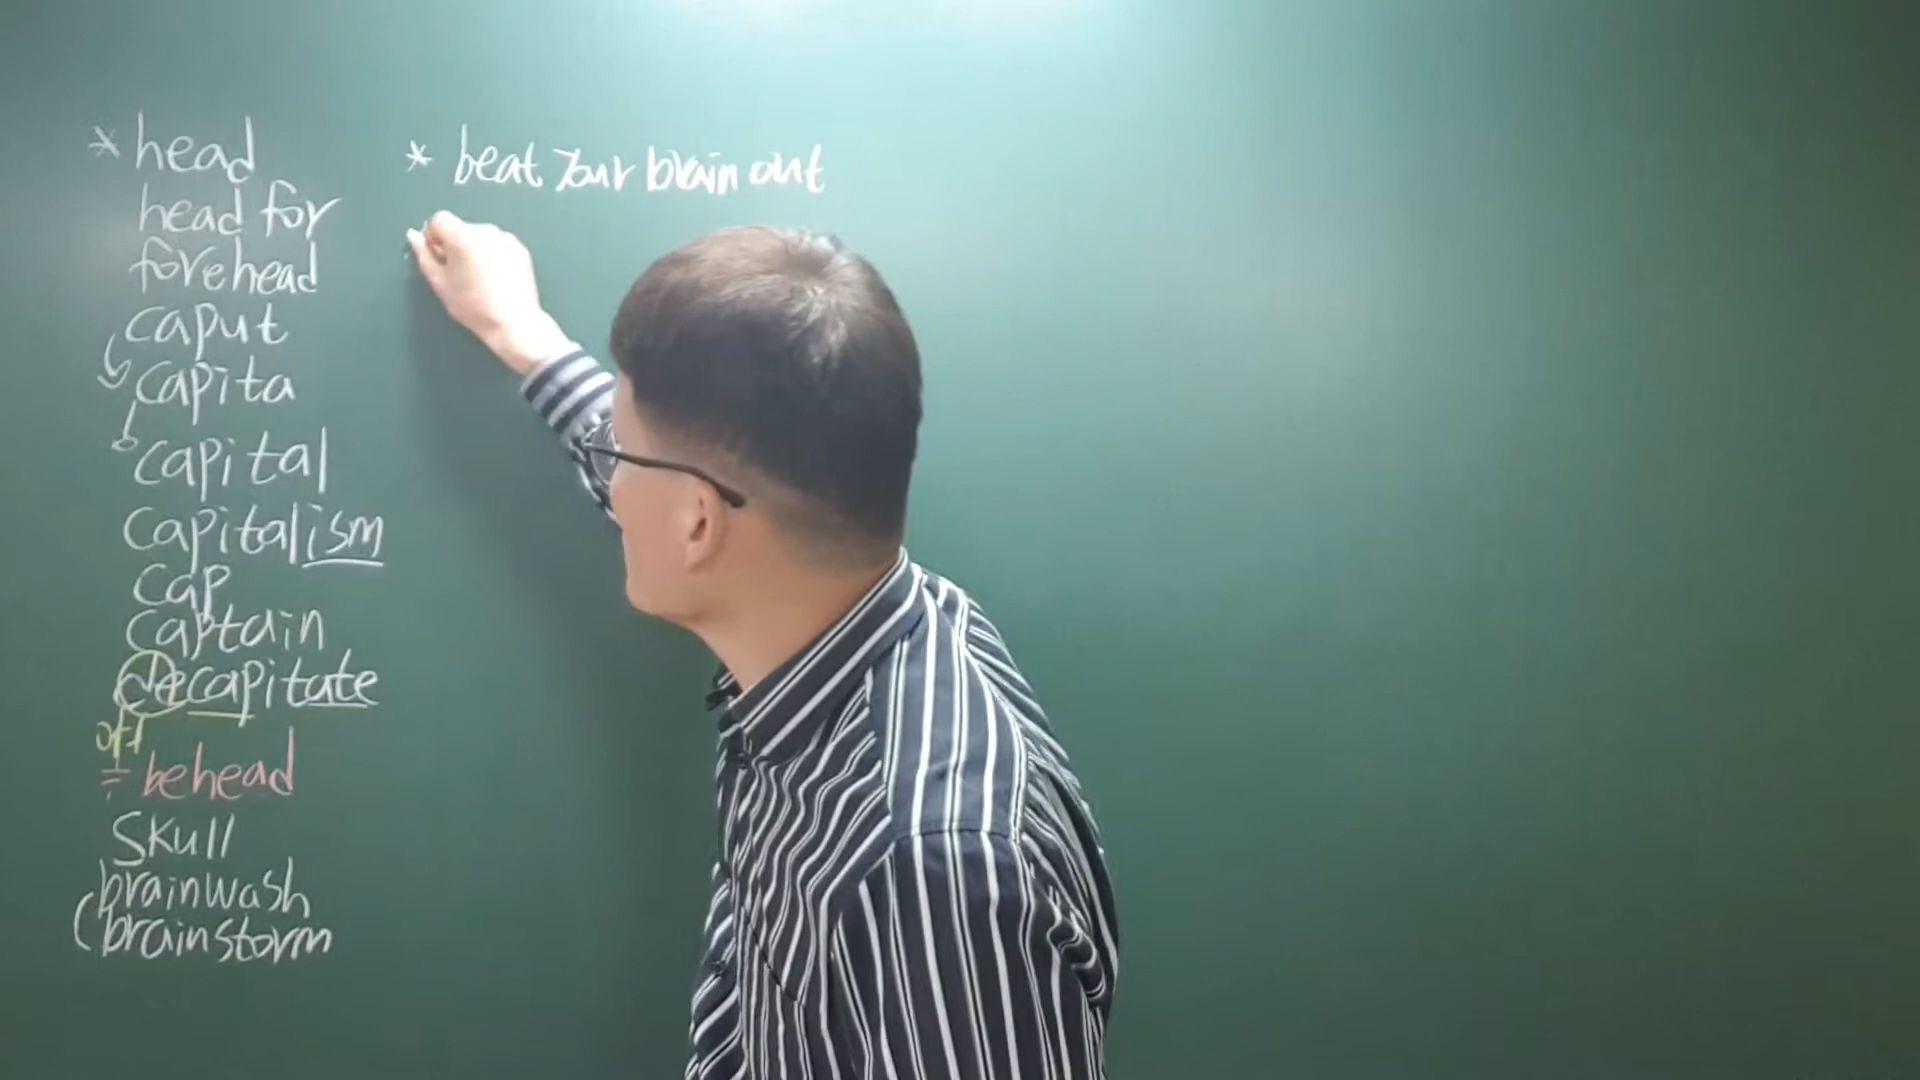 * head
head for
forehead
caput
capita
capital
capitalism
cap
captain
decapitate
off
= behead
skull
brainwash
(brainstorm
* beat your brain out